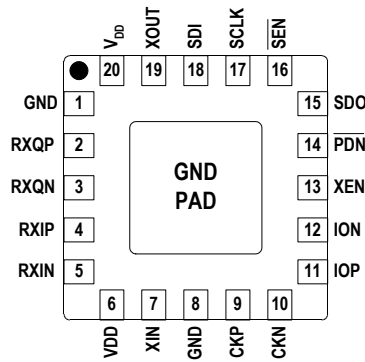 VDD XOUT SDI SCLK SEN
20 19 18 17 16
GND 1
RXQP 2
RXQN 3
RXIP 4
RXIN 5
GND
PAD
15 SDO
14 PDN
13 XEN
12 ION
11 IOP
6 7 8 9 10
VDD XIN GND CKP CKN